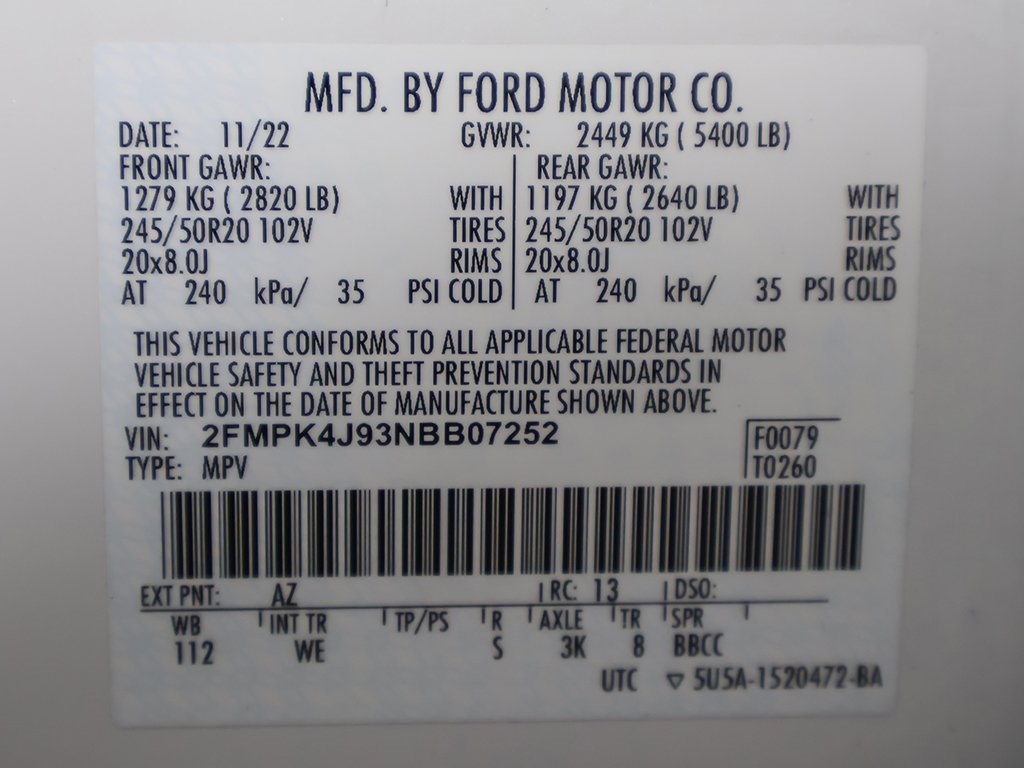 MFD. BY FORD MOTOR CO.
DATE: 11/22 GVWR: 2449 KG ( 5400 LB)
FRONT GAWR: REAR GAWR:
1279 KG ( 2820 LB) WITH 1197 KG ( 2640 LB) WITH
245/50R20 102V TIRES 245/50R20 102V TIRES
20x8.0J RIMS 20x8.0J RIMS
AT 240 kPa/ 35 PSI COLD AT 240 kPa/ 35 PSI COLD
THIS VEHICLE CONFORMS TO ALL APPLICABLE FEDERAL MOTOR
VEHICLE SAFETY AND THEFT PREVENTION STANDARDS IN
EFFECT ON THE DATE OF MANUFACTURE SHOWN ABOVE.
VIN: 2FMPK4J93NBB07252 F0079
TYPE: MPV T0260
EXT PNT: AZ RC: 13 DSO:
WB INT TR TP/PS R AXLE TR SPR
112 WE S 3K 8 BBCC
UTC ▽ 5U5A-1520472-BA